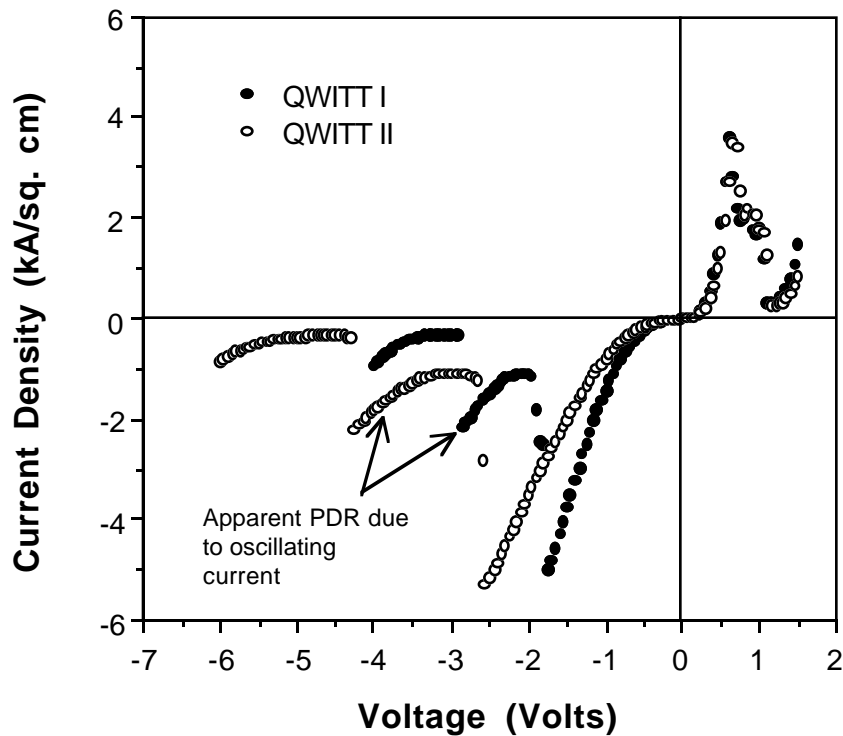 6
4
2
0
-2
-4
-6
Current Density (kA/sq. cm)
QWITT I
QWITT II
Apparent PDR due
to oscillating
current
-7 -6 -5 -4 -3 -2 -1 0 1 2
Voltage (Volts)